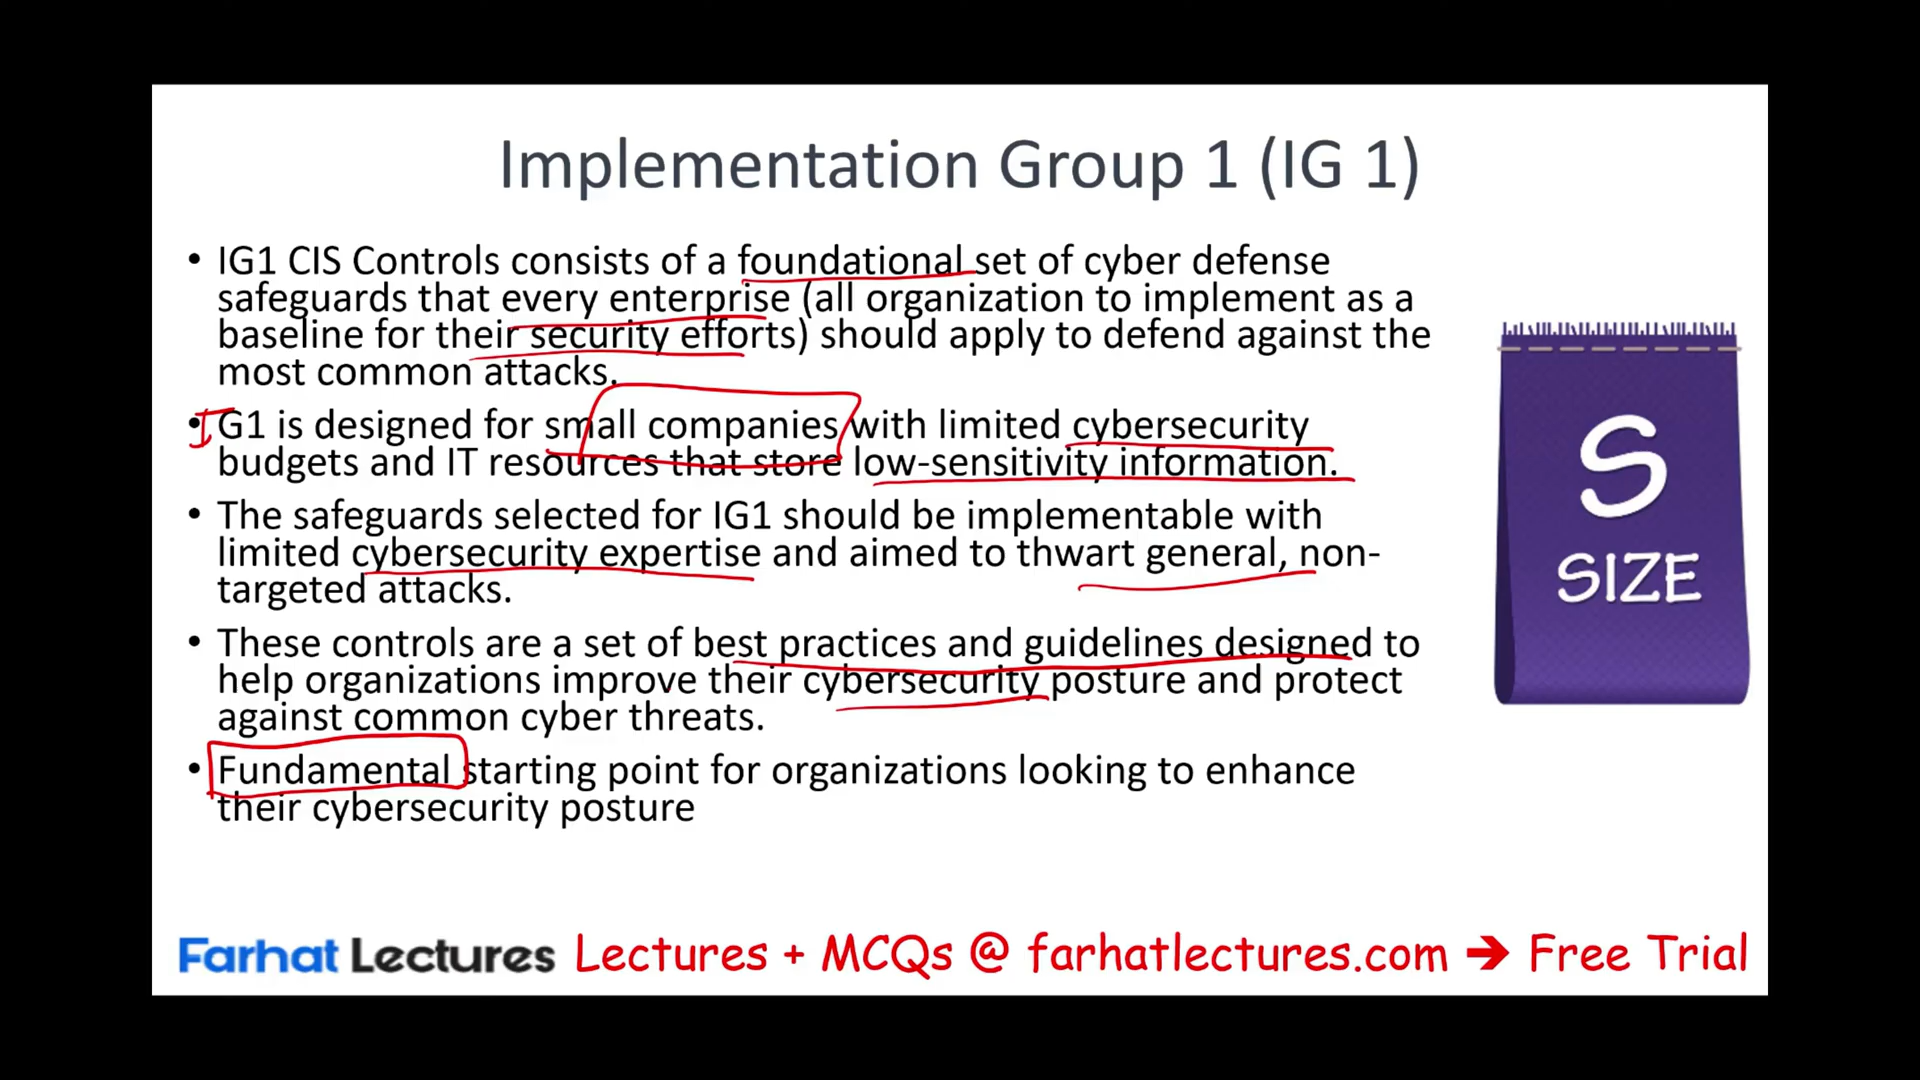 Implementation Group 1 (IG 1)
• IG1 CIS Controls consists of a foundational set of cyber defense
safeguards that every enterprise (all organization to implement as a
baseline for their security efforts) should apply to defend against the
most common attacks.
• I G1 is designed for small companies with limited cybersecurity
budgets and IT resources that store low-sensitivity information.
• The safeguards selected for IG1 should be implementable with
limited cybersecurity expertise and aimed to thwart general, non-
targeted attacks.
• These controls are a set of best practices and guidelines designed to
help organizations improve their cybersecurity posture and protect
against common cyber threats.
• Fundamental starting point for organizations looking to enhance
their cybersecurity posture
S
SIZE
Farhat Lectures Lectures + MCQs @ farhatlectures.com → Free Trial